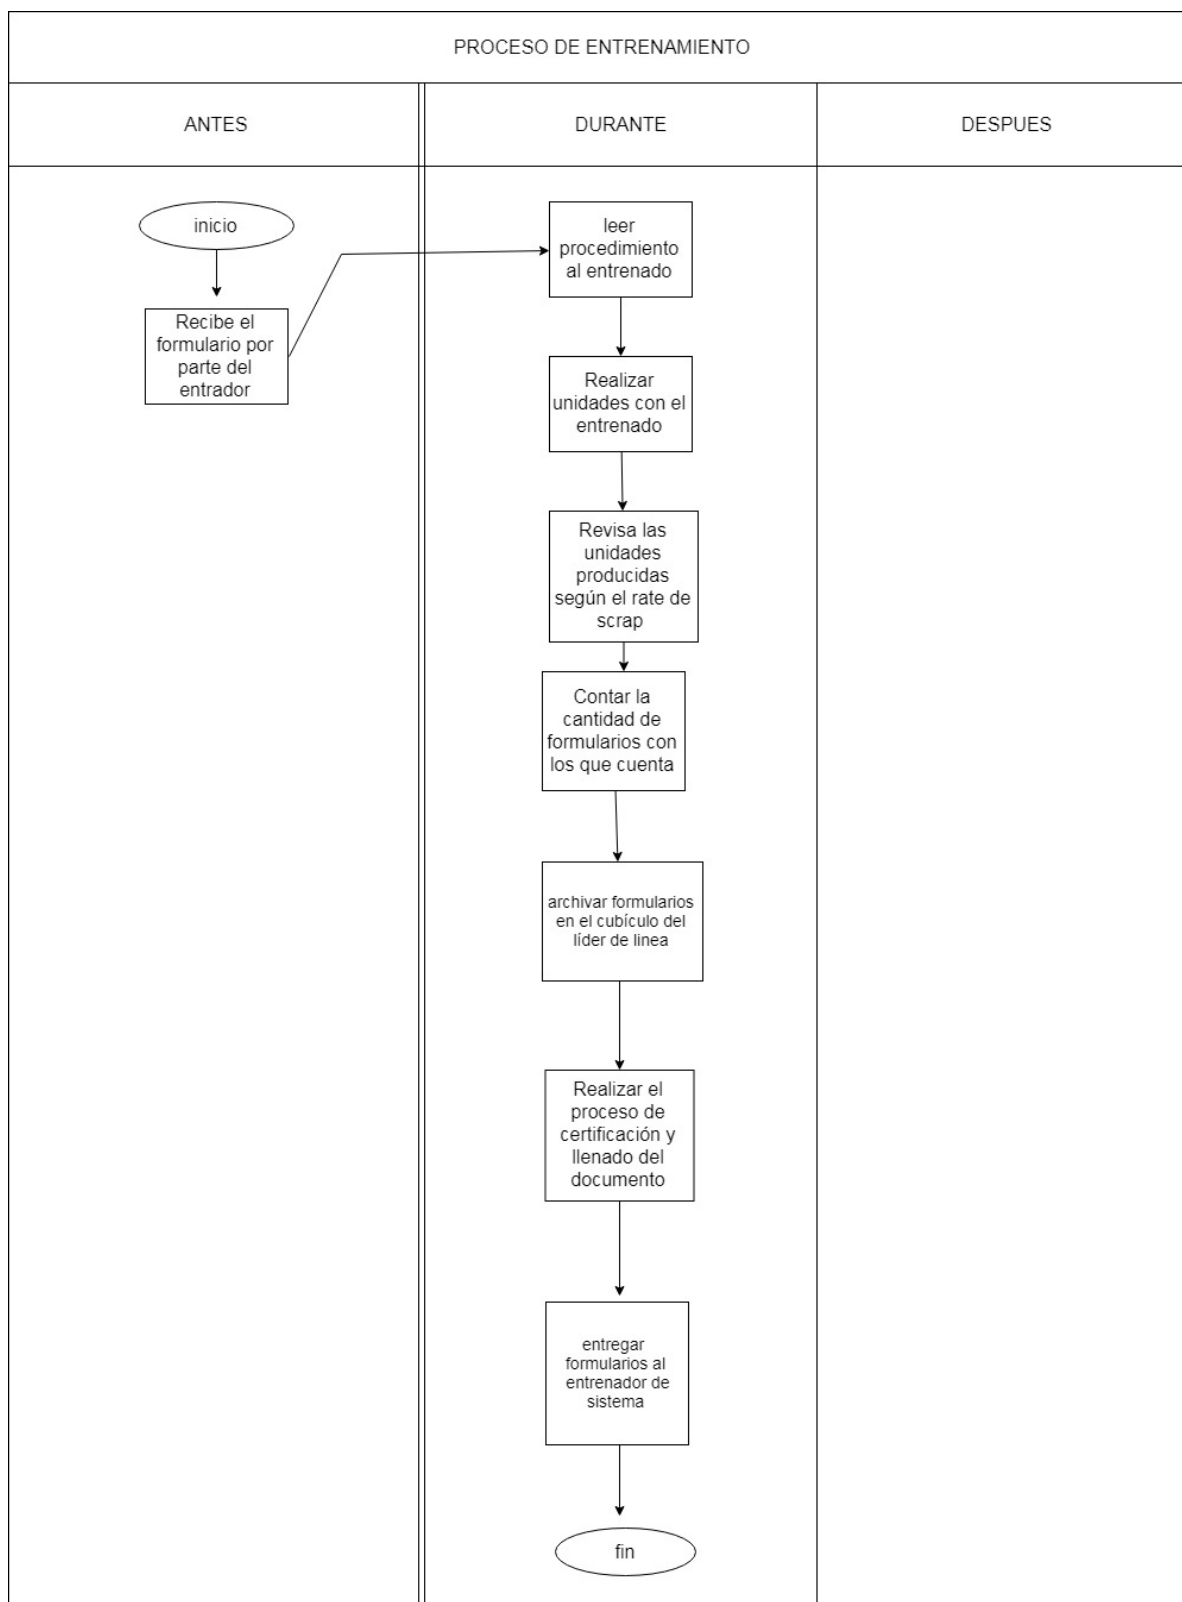 PROCESO DE ENTRENAMIENTO
ANTES
DURANTE
DESPUES
inicio
Recibe el
formulario por
parte del
entrador
leer
procedimiento
al entrenado
Realizar
unidades con el
entrenado
Revisa las
unidades
producidas
según el rate de
scrap
Contar la
cantidad de
formularios con
los que cuenta
archivar formularios
en el cubículo del
líder de linea
Realizar el
proceso de
certificación y
llenado del
documento
entregar
formularios al
entrenador de
sistema
fin